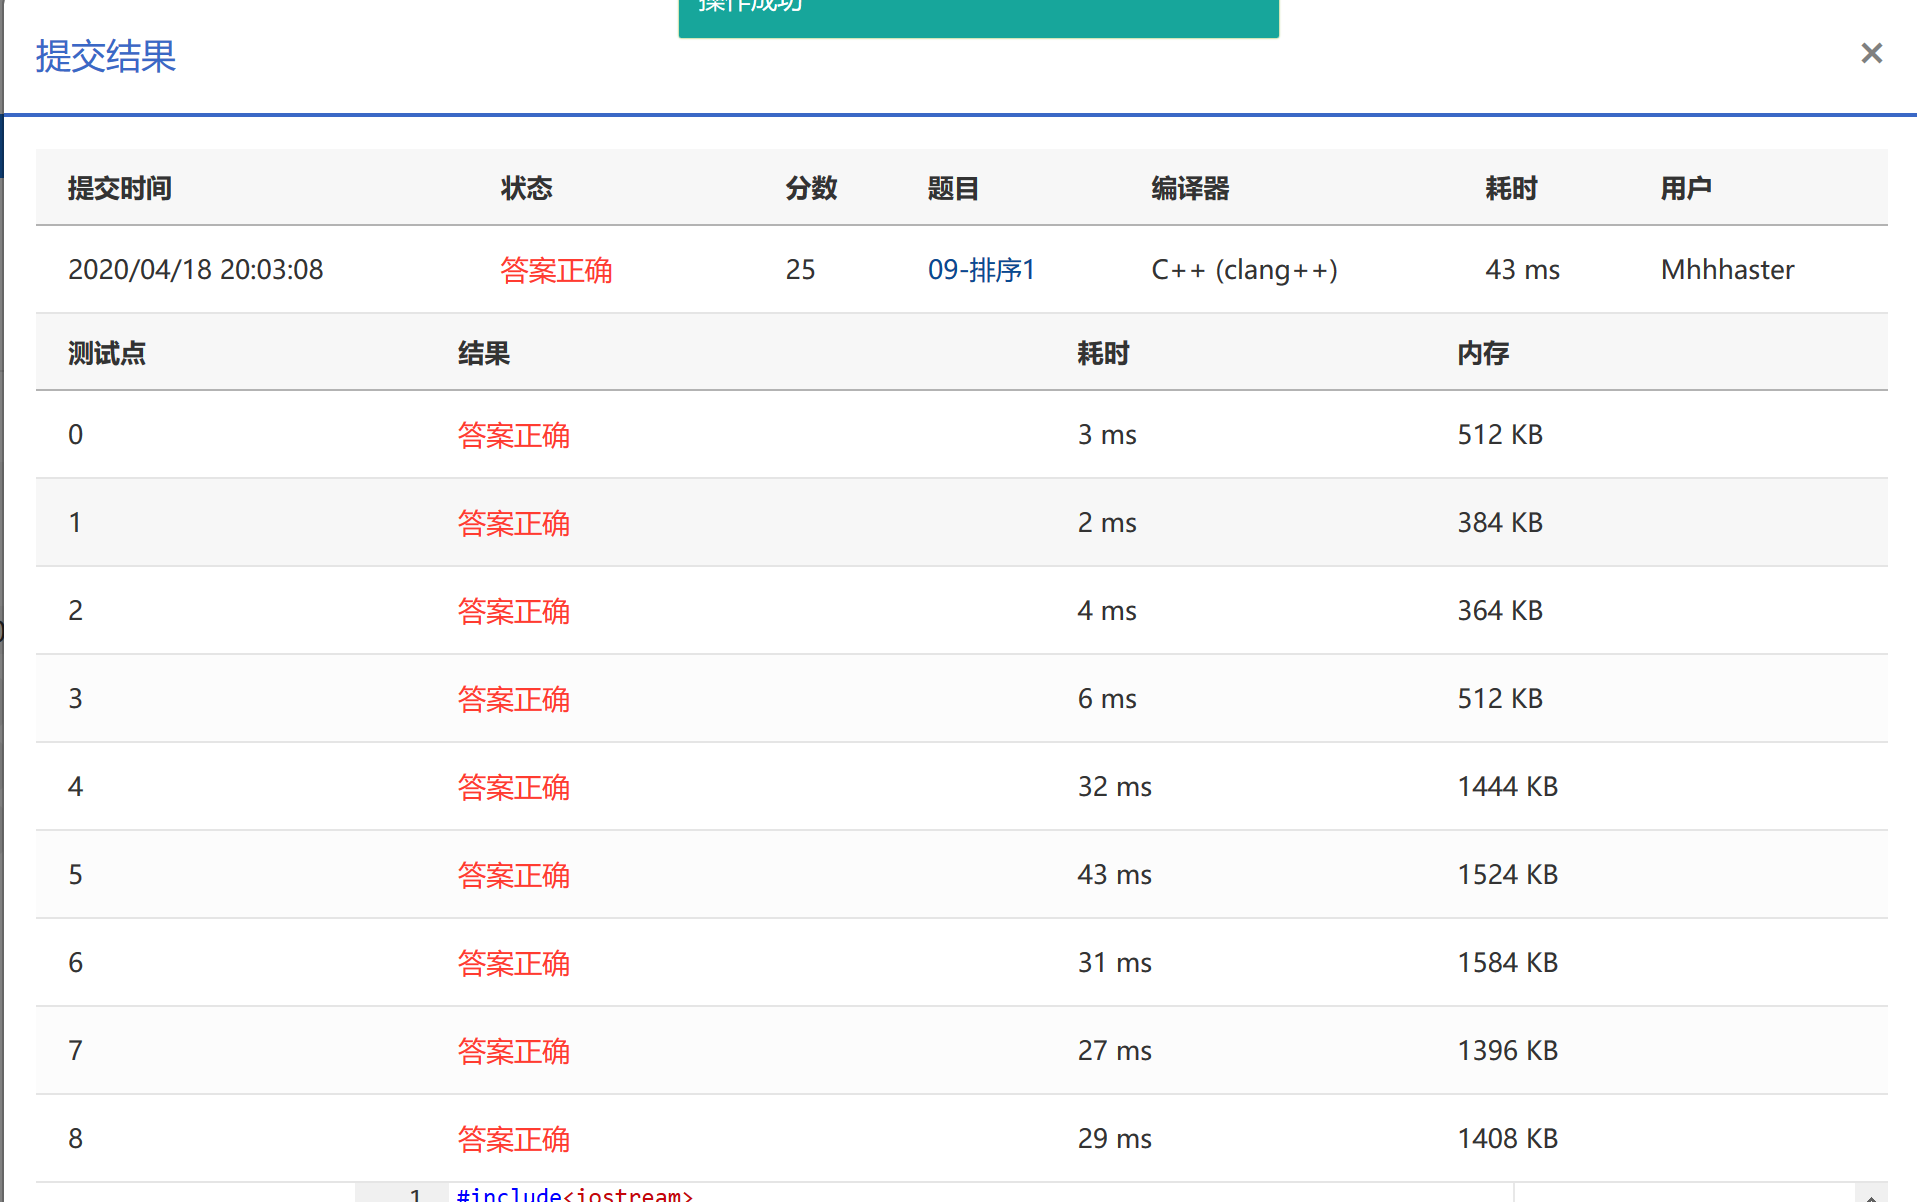 操作成功
提交结果 ×
提交时间 状态 分数 题目 编译器 耗时 用户
2020/04/18 20:03:08 答案正确 25 09-排序1 C++ (clang++) 43 ms Mhhhaster
测试点 结果 耗时 内存
0 答案正确 3 ms 512 KB
1 答案正确 2 ms 384 KB
2 答案正确 4 ms 364 KB
3 答案正确 6 ms 512 KB
4 答案正确 32 ms 1444 KB
5 答案正确 43 ms 1524 KB
6 答案正确 31 ms 1584 KB
7 答案正确 27 ms 1396 KB
8 答案正确 29 ms 1408 KB
1 #include<iostream>